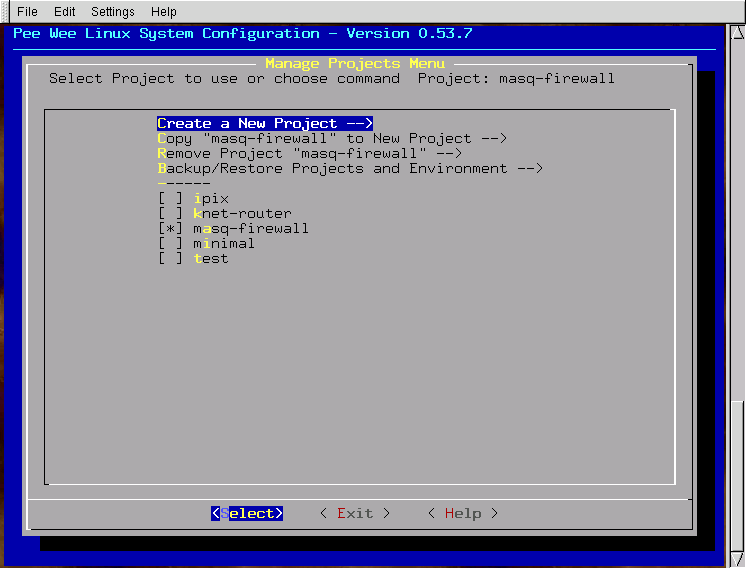 File Edit Settings Help
Pee Wee Linux System Configuration - Version 0.53.7
Manage Projects Menu
Select Project to use or choose command Project: masq-firewall
Create a New Project -->
Copy "masq-firewall" to New Project -->
Remove Project "masq-firewall" -->
Backup/Restore Projects and Environment -->
------
[ ] ipix
[ ] knet-router
[*] masq-firewall
[ ] minimal
[ ] test
<Select> < Exit > < Help >